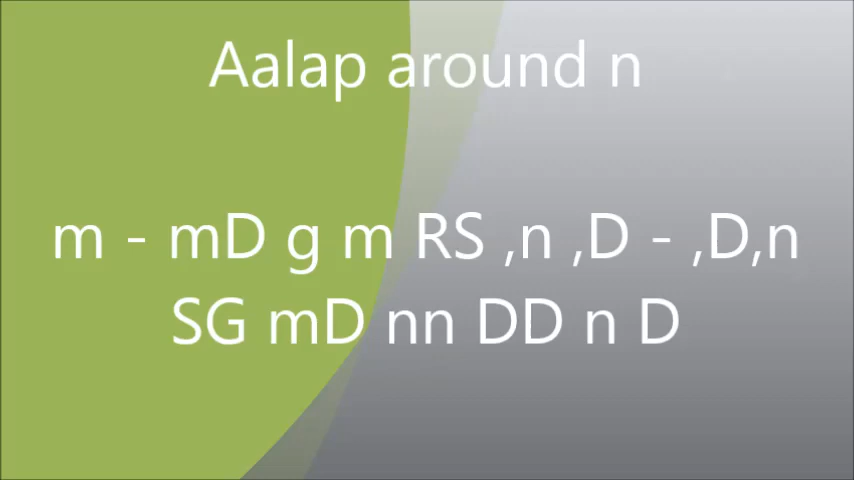 Aalap around n
m - mD g m RS ,n ,D - ,D,n
SG mD nn DD n D